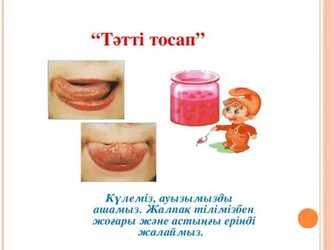 “Тәтті тосап”
Күлеміз, ауызымызды
ашамыз. Жалпақ тілімізбен
жоғары және астыңғы ерінді
жалаймыз.